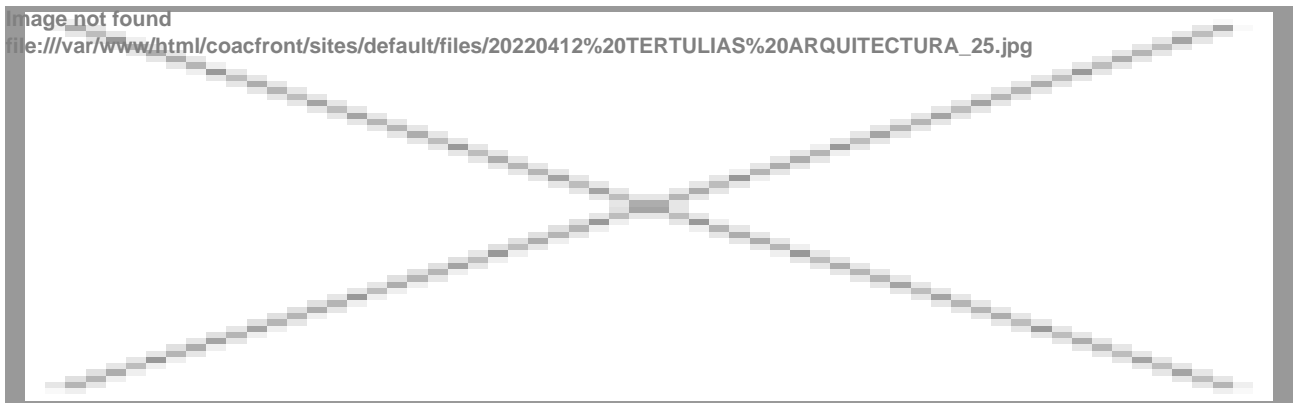 Image not found
file:///var/www/html/coacfront/sites/default/files/20220412%20TERTULIAS%20ARQUITECTURA_25.jpg